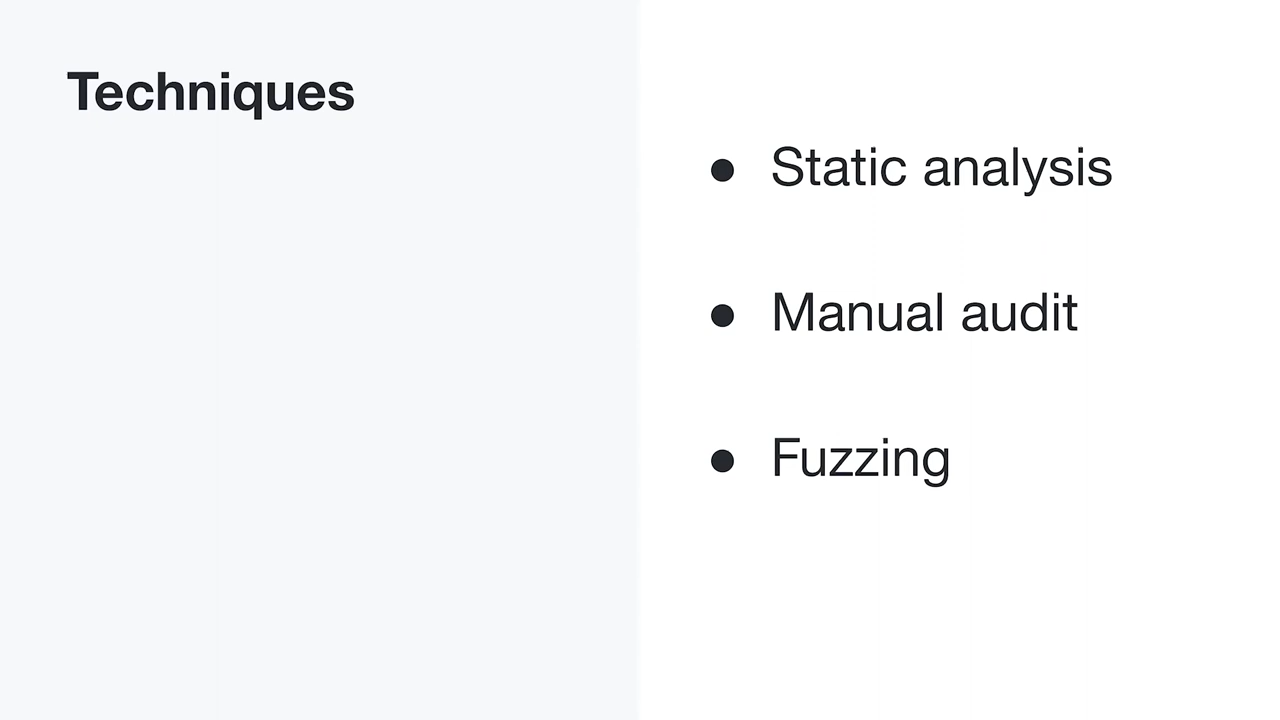 Techniques
● Static analysis
● Manual audit
● Fuzzing